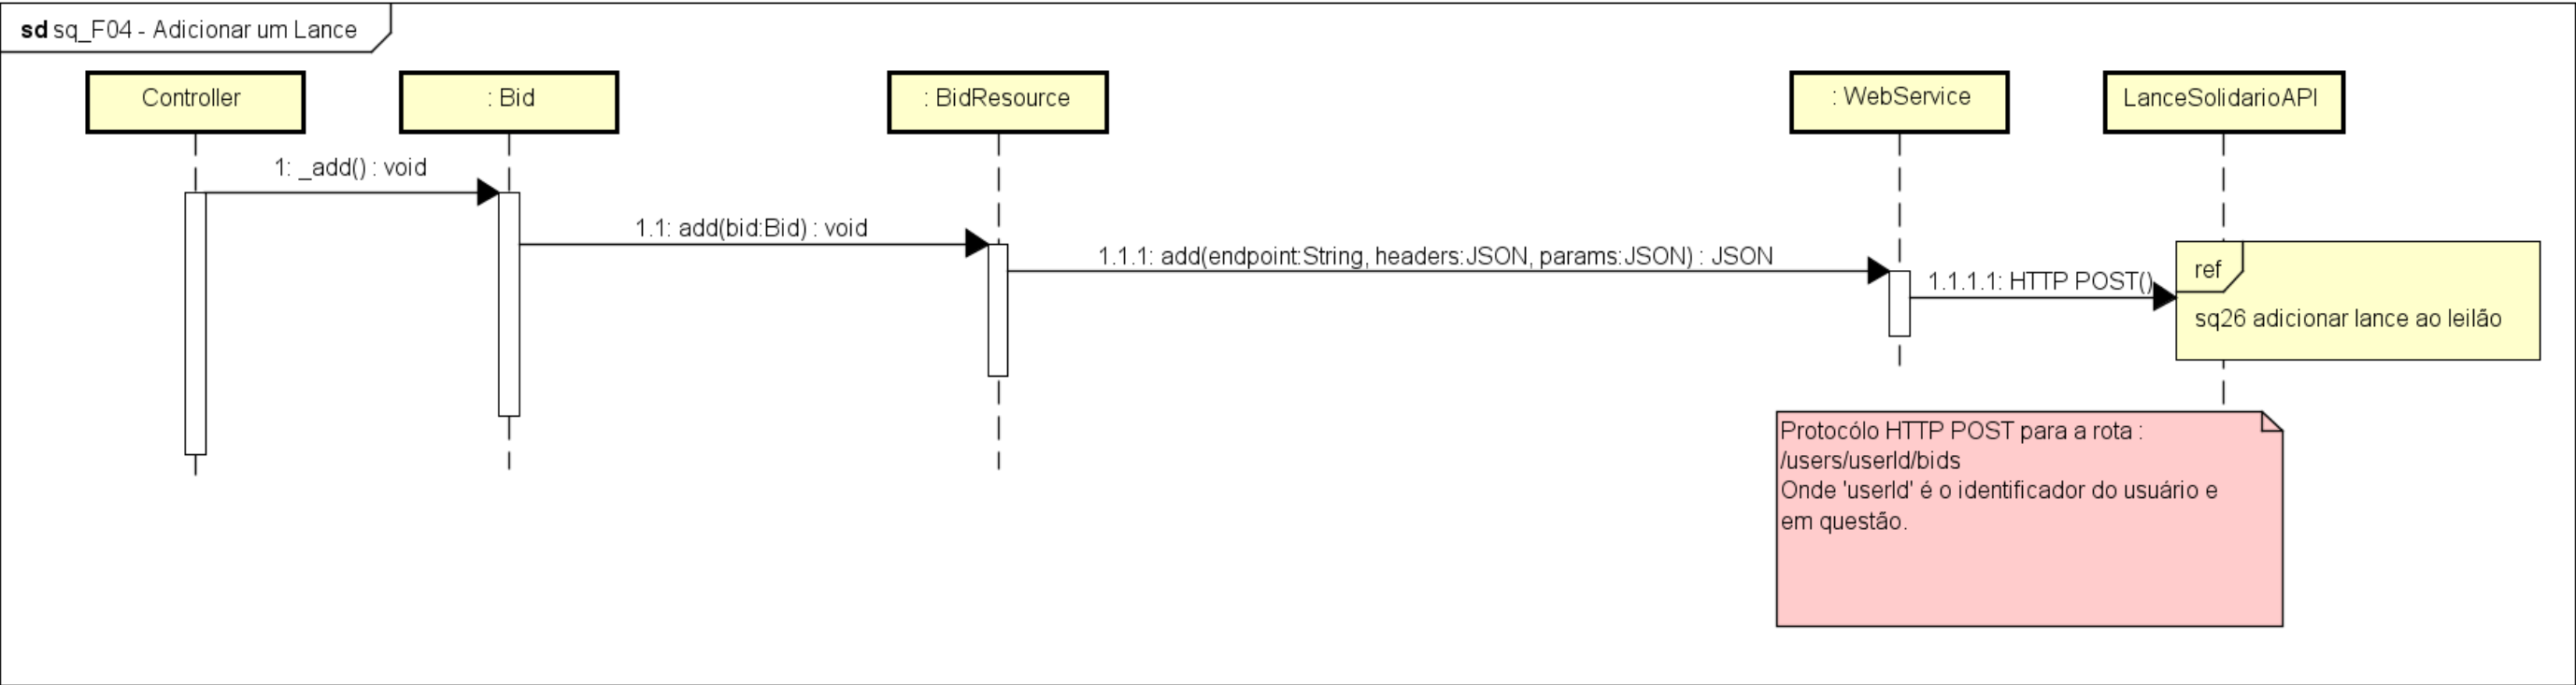 sd sq_F04 - Adicionar um Lance
Controller
: Bid
: BidResource
: WebService
LanceSolidarioAPI
1: _add() : void
1.1: add(bid:Bid) : void
1.1.1: add(endpoint:String, headers:JSON, params:JSON) : JSON
1.1.1.1: HTTP POST()
ref
sq26 adicionar lance ao leilão
Protocólo HTTP POST para a rota :
/users/userId/bids
Onde 'userId' é o identificador do usuário e
em questão.